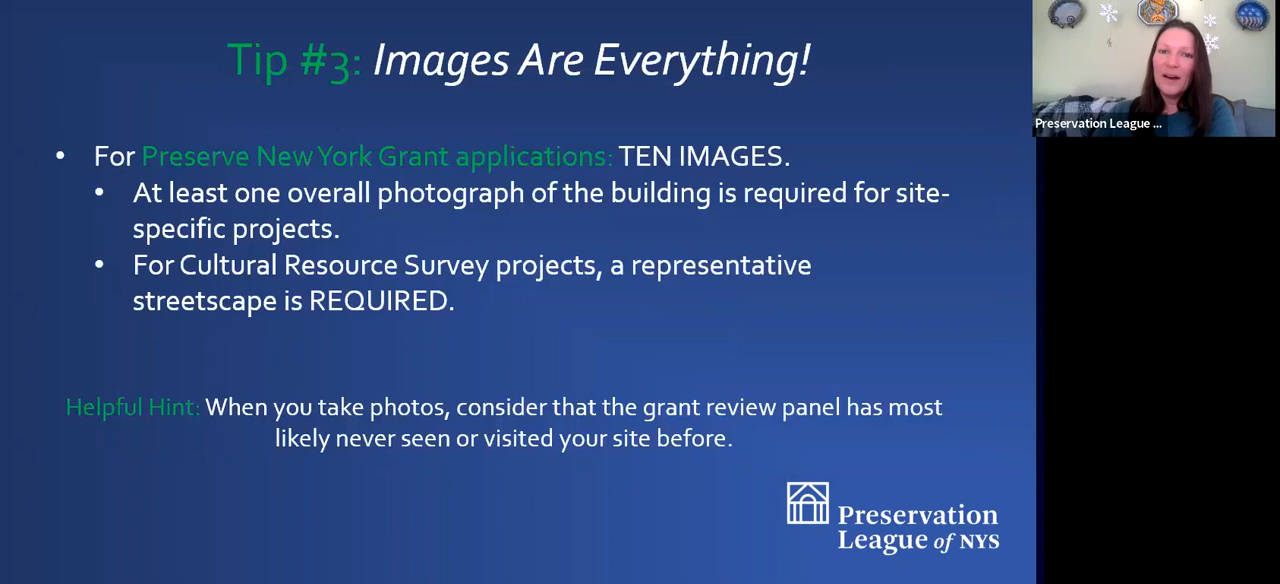 Tip #3: Images Are Everything!
• For Preserve New York Grant applications: TEN IMAGES.
• At least one overall photograph of the building is required for site-
specific projects.
• For Cultural Resource Survey projects, a representative
streetscape is REQUIRED.
Helpful Hint: When you take photos, consider that the grant review panel has most
likely never seen or visited your site before.
Preservation
League of NYS
Preservation League ...